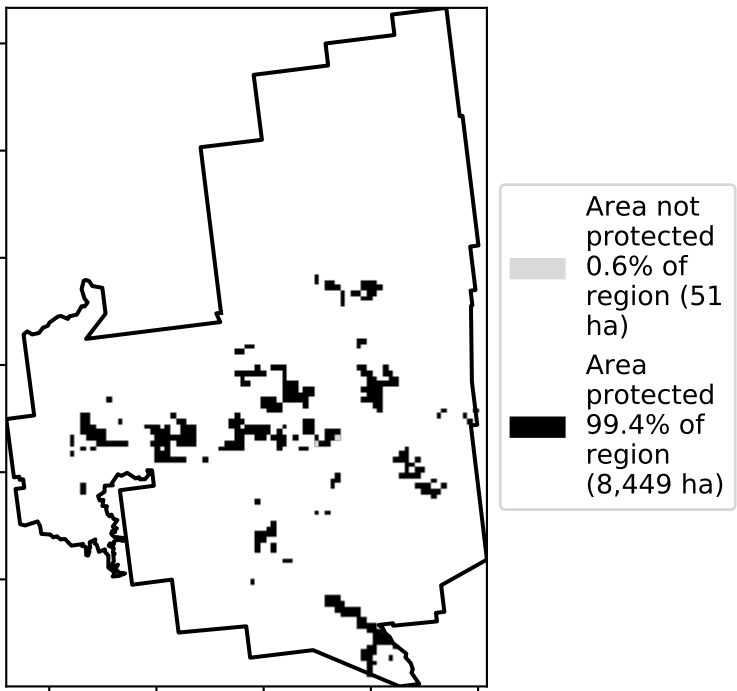 Area not
protected
0.6% of
region (51
ha)
Area
protected
99.4% of
region
(8,449 ha)